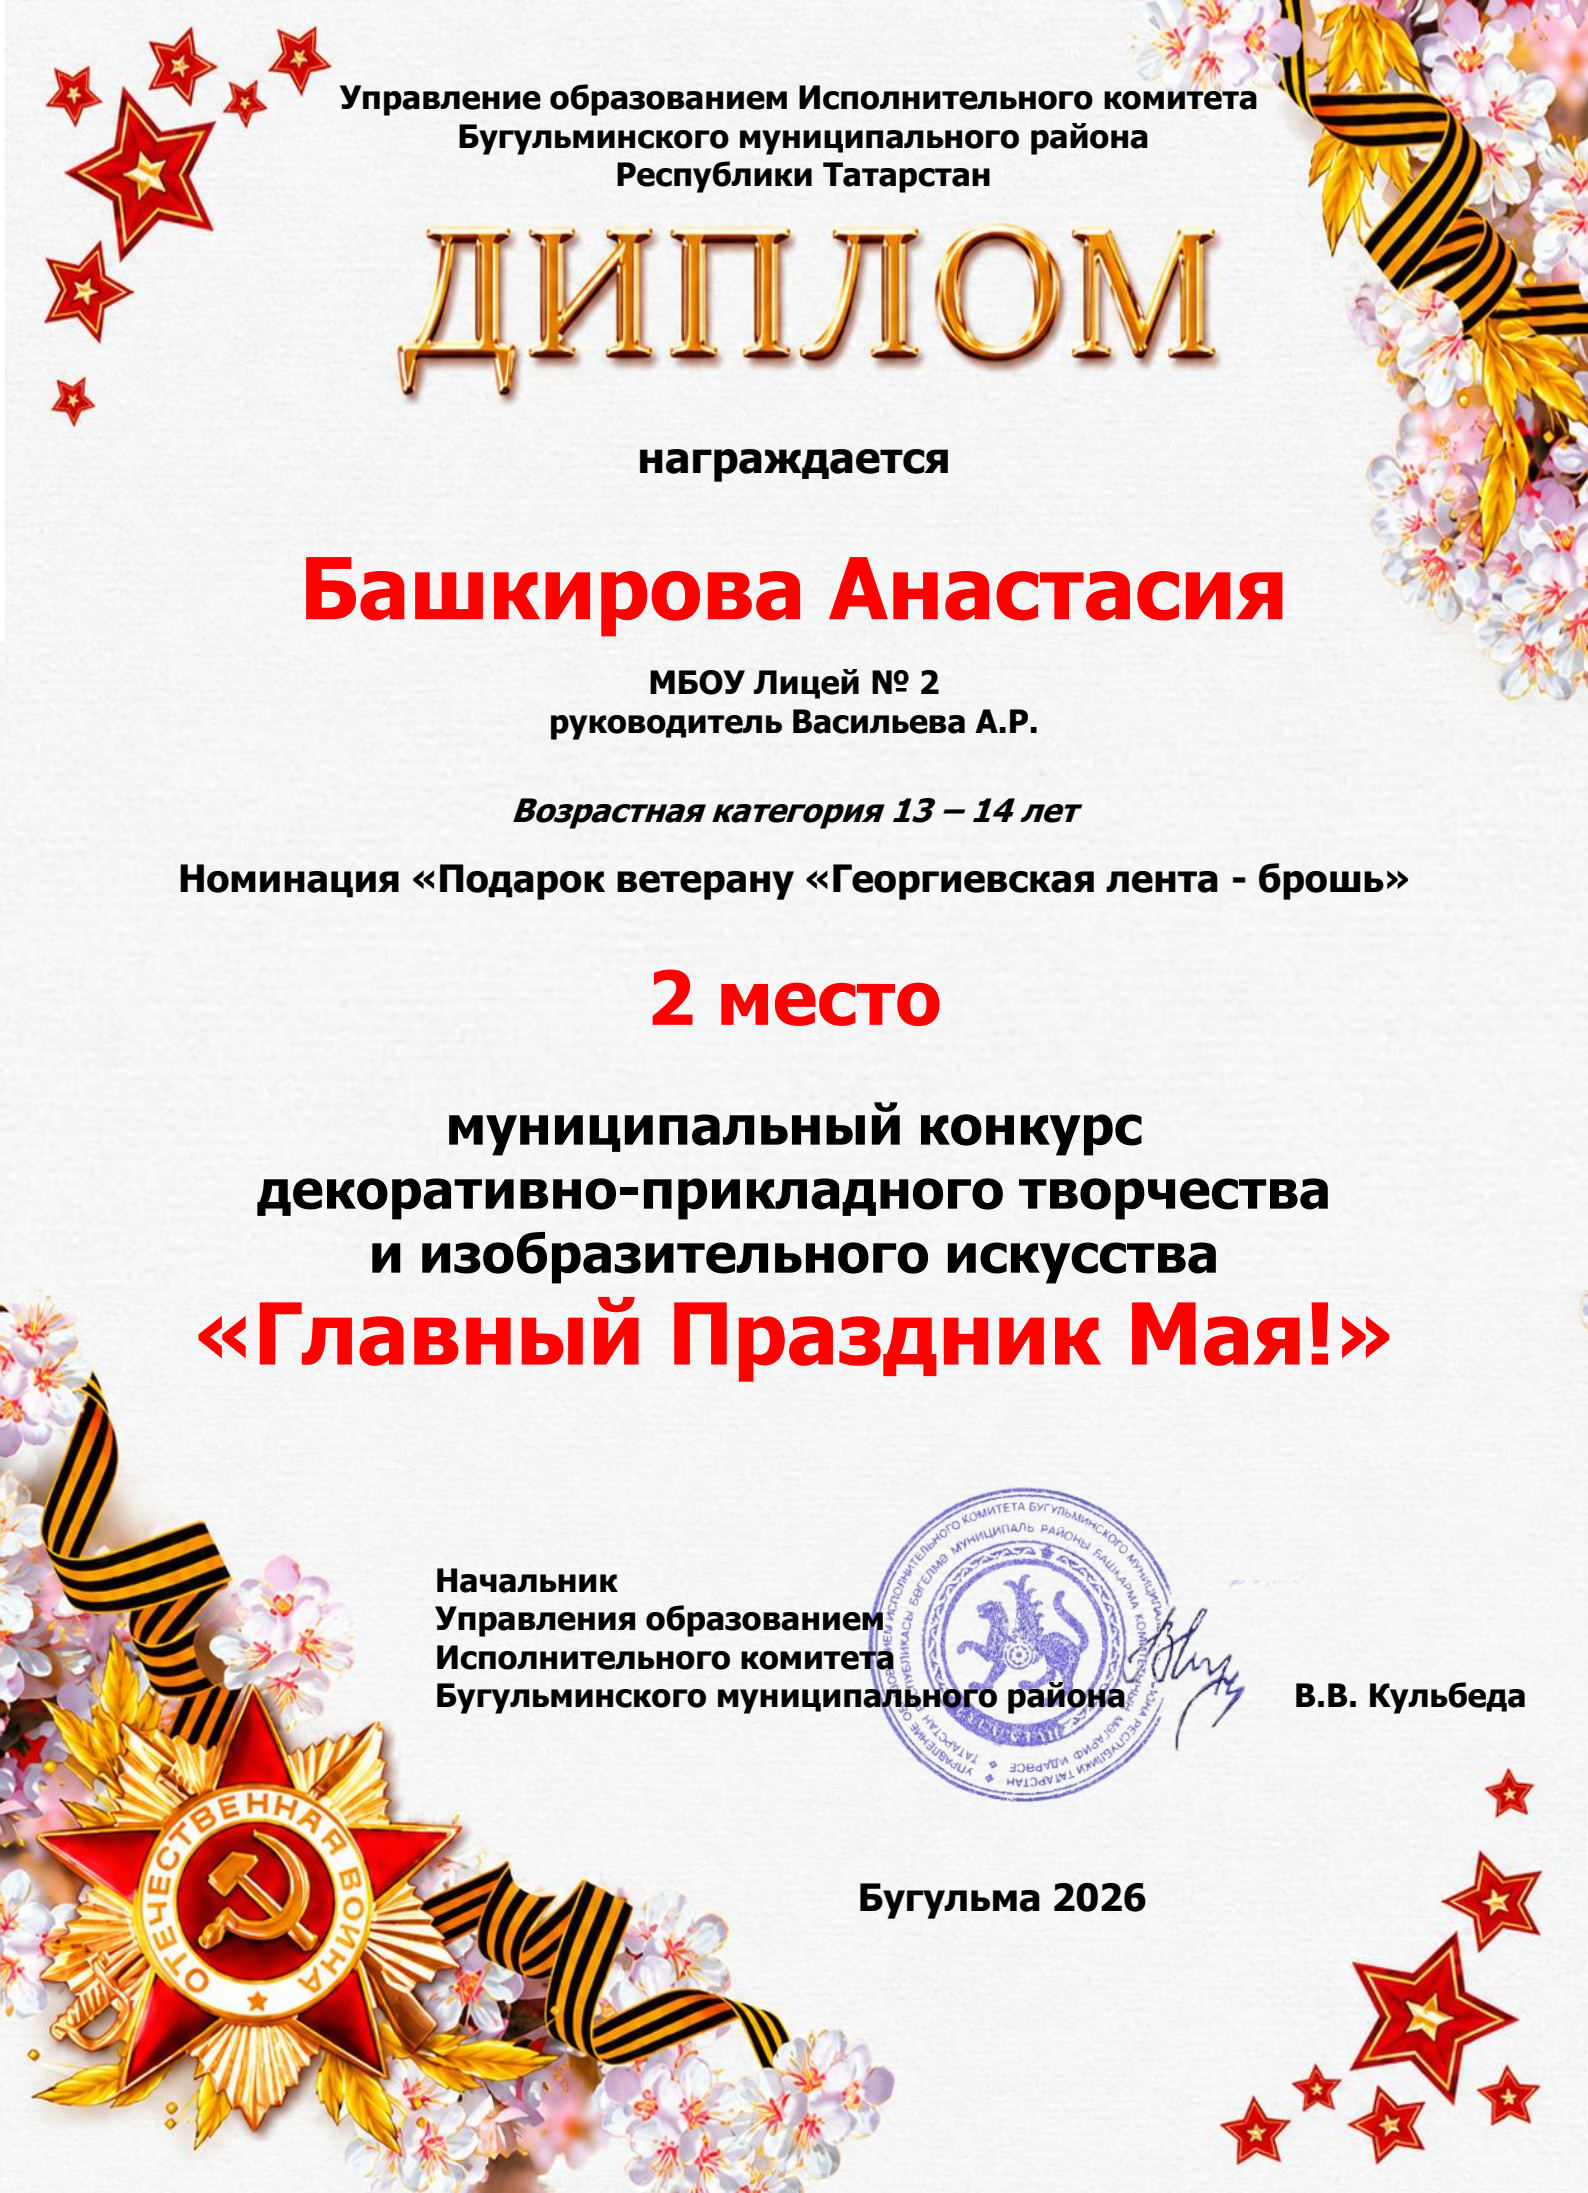 Управление образованием Исполнительного комитета
Бугульминского муниципального района
Республики Татарстан
ДИПЛОМ
награждается
Башкирова Анастасия
МБОУ Лицей № 2
руководитель Васильева А.Р.
Возрастная категория 13 – 14 лет
Номинация «Подарок ветерану «Георгиевская лента - брошь»
2 место
муниципальный конкурс
декоративно-прикладного творчества
и изобразительного искусства
«Главный Праздник Мая!»
Начальник
Управления образованием
Исполнительного комитета
Бугульминского муниципального района
В.В. Кульбеда
Бугульма 2026
ОТЕЧЕСТВЕННАЯ ВОЙНА